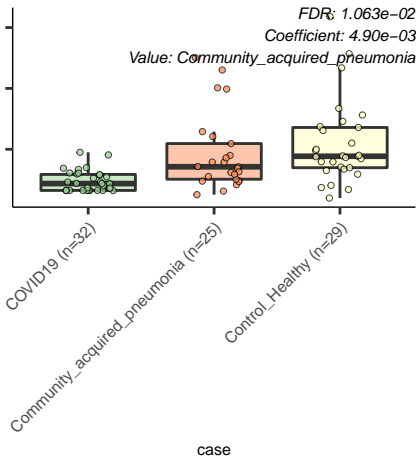 FDR: 1.063e-02
Coefficient: 4.90e-03
Value: Community_acquired_pneumonia
COVID19 (n=32)
Community_acquired_pneumonia (n=25)
Control_Healthy (n=29)
case